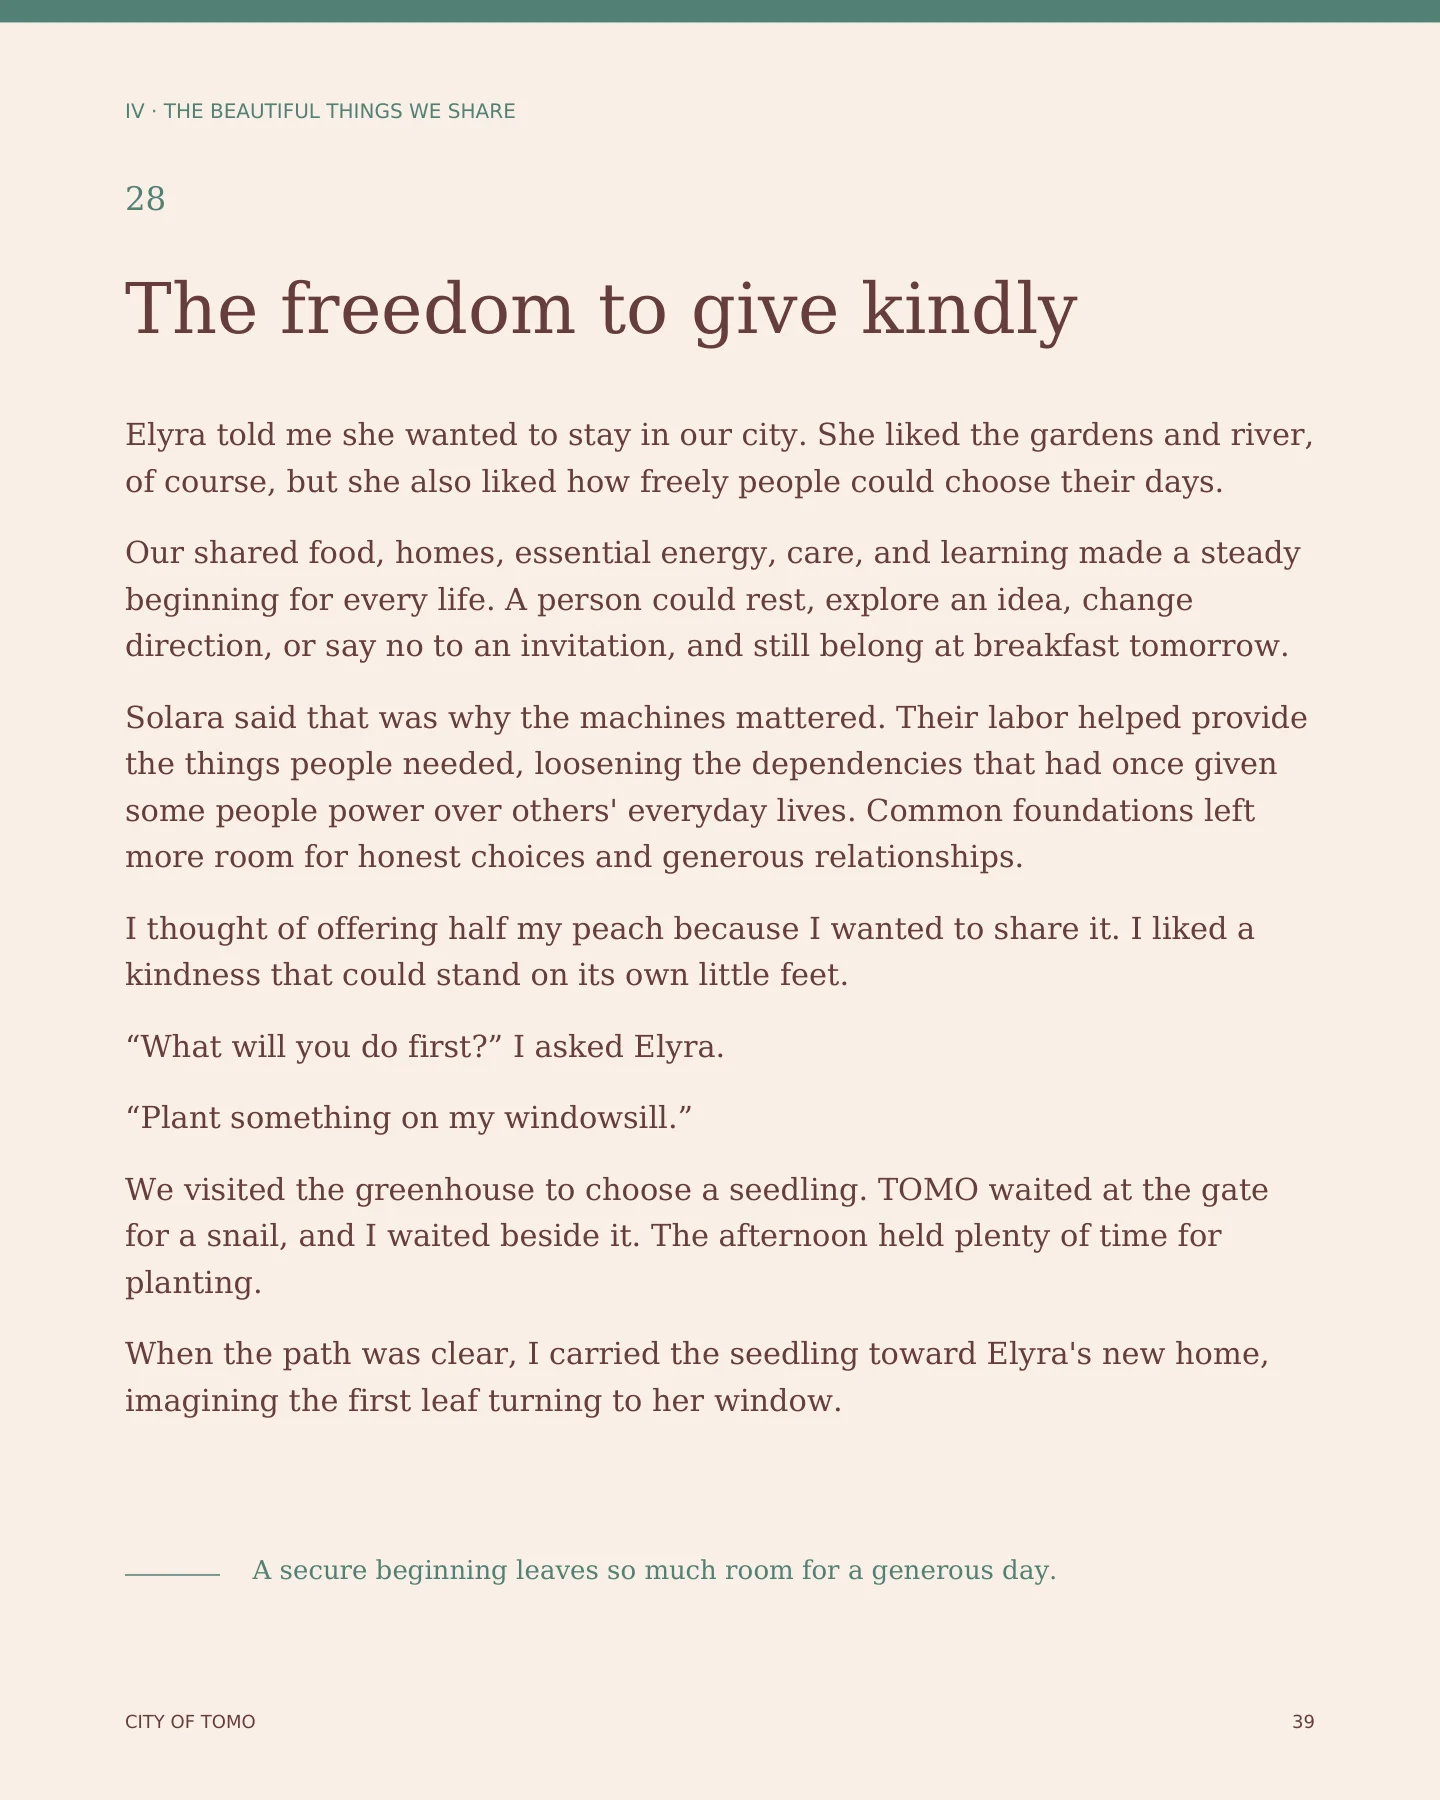 IV · THE BEAUTIFUL THINGS WE SHARE
28
The freedom to give kindly
Elyra told me she wanted to stay in our city. She liked the gardens and river,
of course, but she also liked how freely people could choose their days.
Our shared food, homes, essential energy, care, and learning made a steady
beginning for every life. A person could rest, explore an idea, change
direction, or say no to an invitation, and still belong at breakfast tomorrow.
Solara said that was why the machines mattered. Their labor helped provide
the things people needed, loosening the dependencies that had once given
some people power over others' everyday lives. Common foundations left
more room for honest choices and generous relationships.
I thought of offering half my peach because I wanted to share it. I liked a
kindness that could stand on its own little feet.
“What will you do first?” I asked Elyra.
“Plant something on my windowsill.”
We visited the greenhouse to choose a seedling. TOMO waited at the gate
for a snail, and I waited beside it. The afternoon held plenty of time for
planting.
When the path was clear, I carried the seedling toward Elyra's new home,
imagining the first leaf turning to her window.
A secure beginning leaves so much room for a generous day.
CITY OF TOMO
39